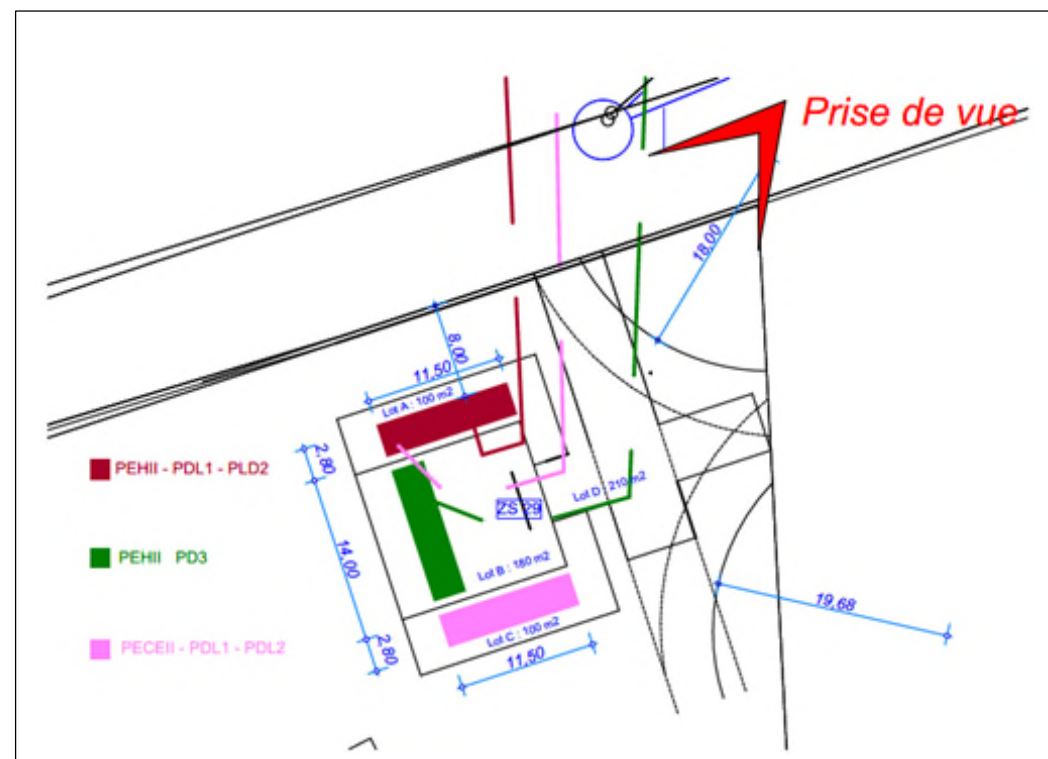 Prise de vue
18,00
8,00
11,50
Lot A : 100 m2
2,80
PEHII - PDL1 - PLD2
Lot D : 210 m2
ZS 29
14,00
PEHII PD3
Lot B : 180 m2
19,68
PECEII - PDL1 - PDL2
Lot C : 100 m2
2,80
11,50